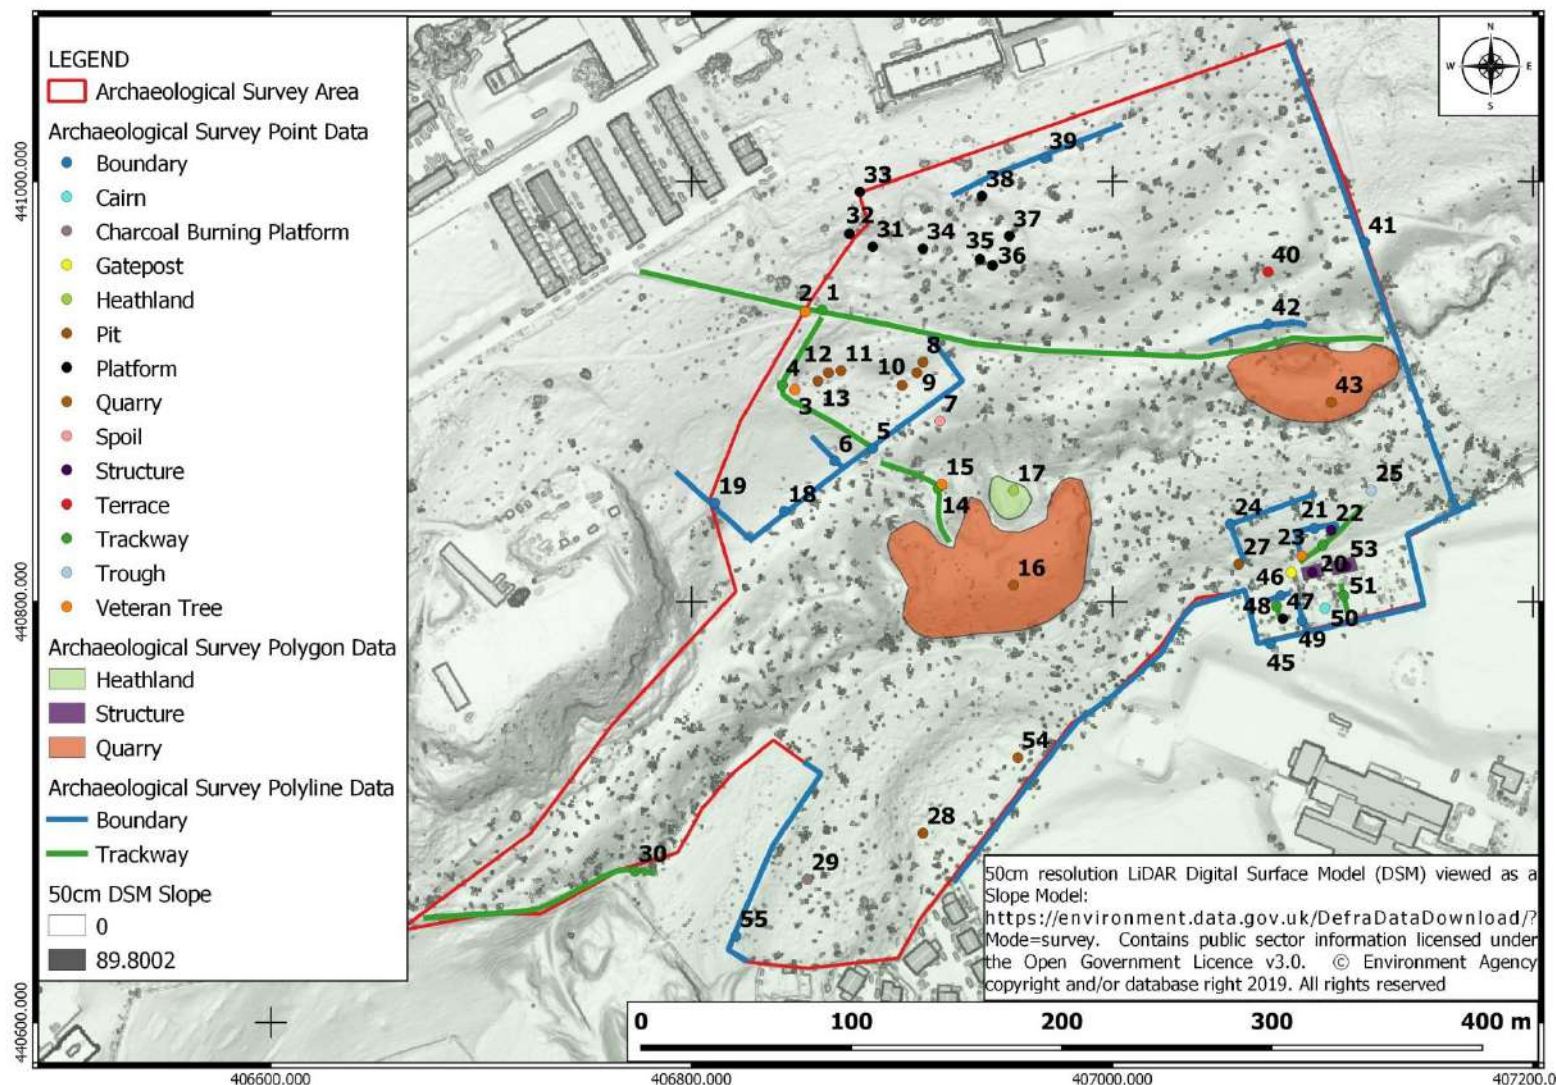 LEGEND
Archaeological Survey Area
Archaeological Survey Point Data
Boundary
Cairn
Charcoal Burning Platform
Gatepost
Heathland
Pit
Platform
Quarry
Spoil
Structure
Terrace
Trackway
Trough
Veteran Tree
Archaeological Survey Polygon Data
Heathland
Structure
Quarry
Archaeological Survey Polyline Data
Boundary
Trackway
50cm DSM Slope
0
89.8002
N
W E
S
39
33
38
32
31
34
37
35
36
41
40
2
1
42
8
12
11
10
4
9
43
3
13
7
5
6
15
17
25
19
18
14
24
21
22
23
27
53
16
46
20
51
48
47
50
49
45
54
28
30
29
55
50cm resolution LiDAR Digital Surface Model (DSM) viewed as a
Slope Model:
https://environment.data.gov.uk/DefraDataDownload/?
Mode=survey. Contains public sector information licensed under
the Open Government Licence v3.0. © Environment Agency
copyright and/or database right 2019. All rights reserved
0 100 200 300 400 m
441000.000
440800.000
440600.000
406600.000 406800.000 407000.000 407200.0